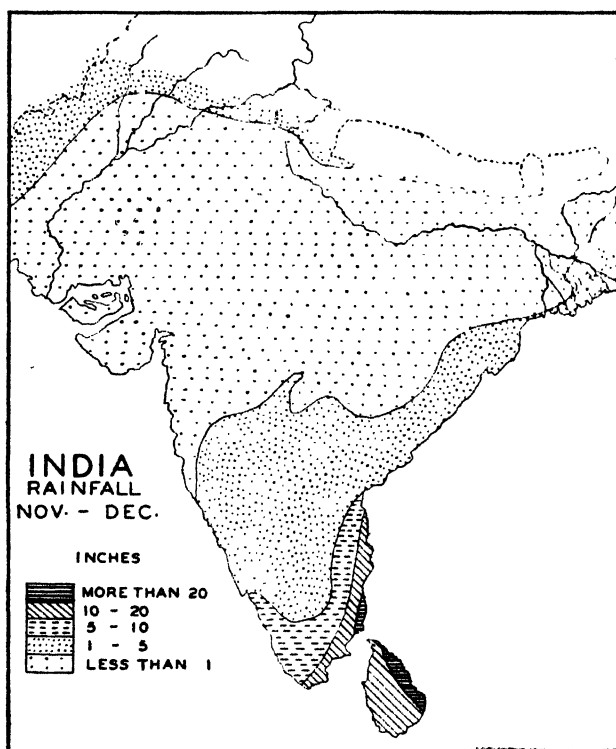 INDIA
RAINFALL
NOV. - DEC.
INCHES
MORE THAN 20
10 - 20
5 - 10
1 - 5
LESS THAN 1